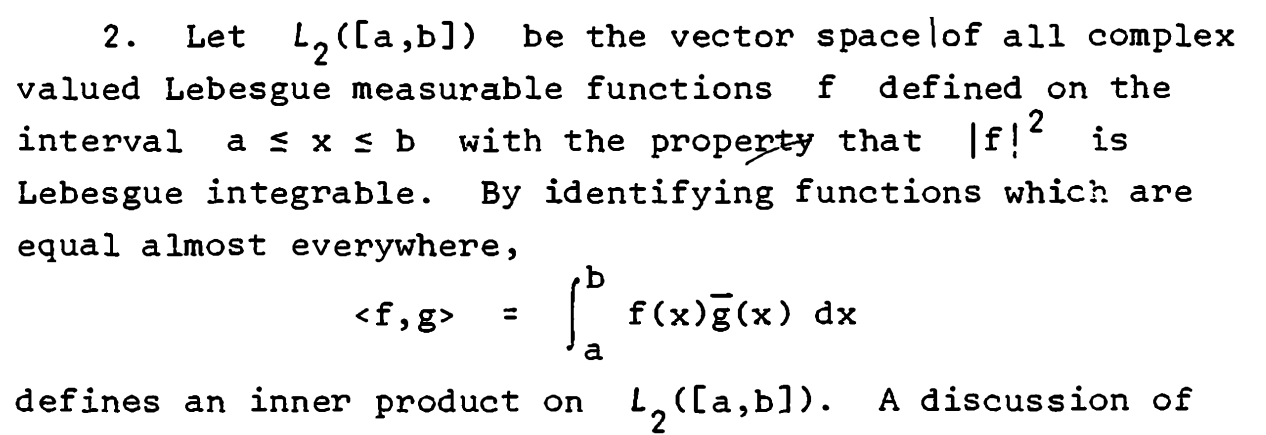 2. Let L₂([a,b]) be the vector space of all complex
valued Lebesgue measurable functions f defined on the
interval a ≤ x ≤ b with the property that |f|² is
Lebesgue integrable. By identifying functions which are
equal almost everywhere,
<f,g> = ∫ₐᵇ f(x)g̅(x) dx
defines an inner product on L₂([a,b]). A discussion of